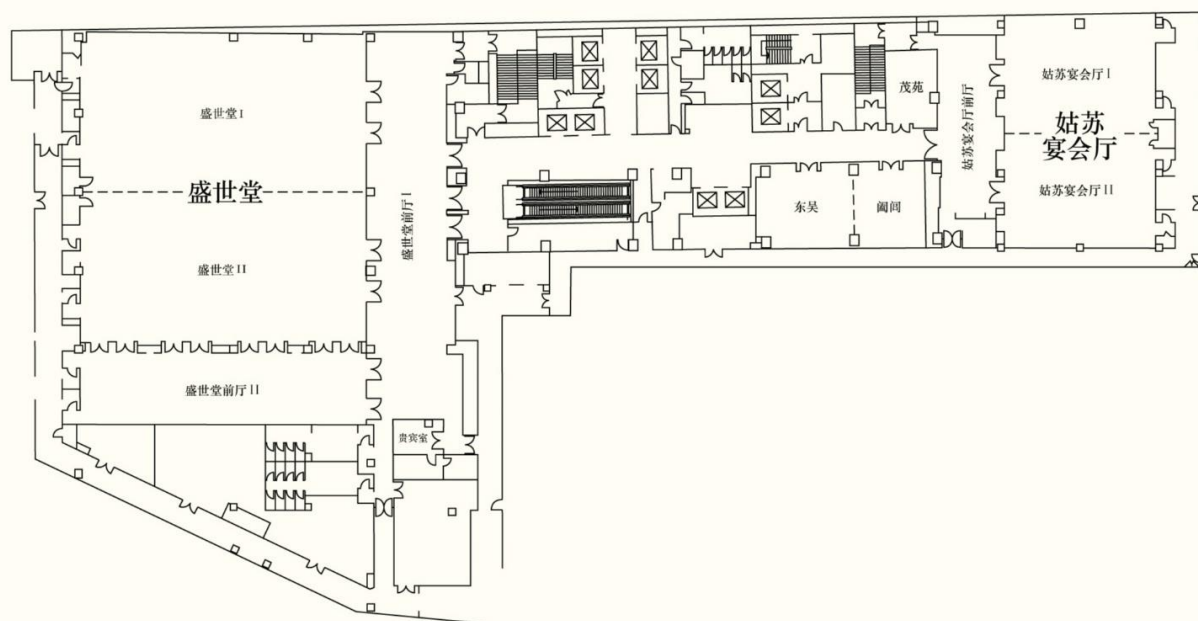 盛世堂 I
盛世堂
盛世堂 II
盛世堂前厅 I
盛世堂前厅 II
贵宾室
茂苑
东吴
阖闾
姑苏宴会厅前厅
姑苏宴会厅 I
姑苏
宴会厅
姑苏宴会厅 II